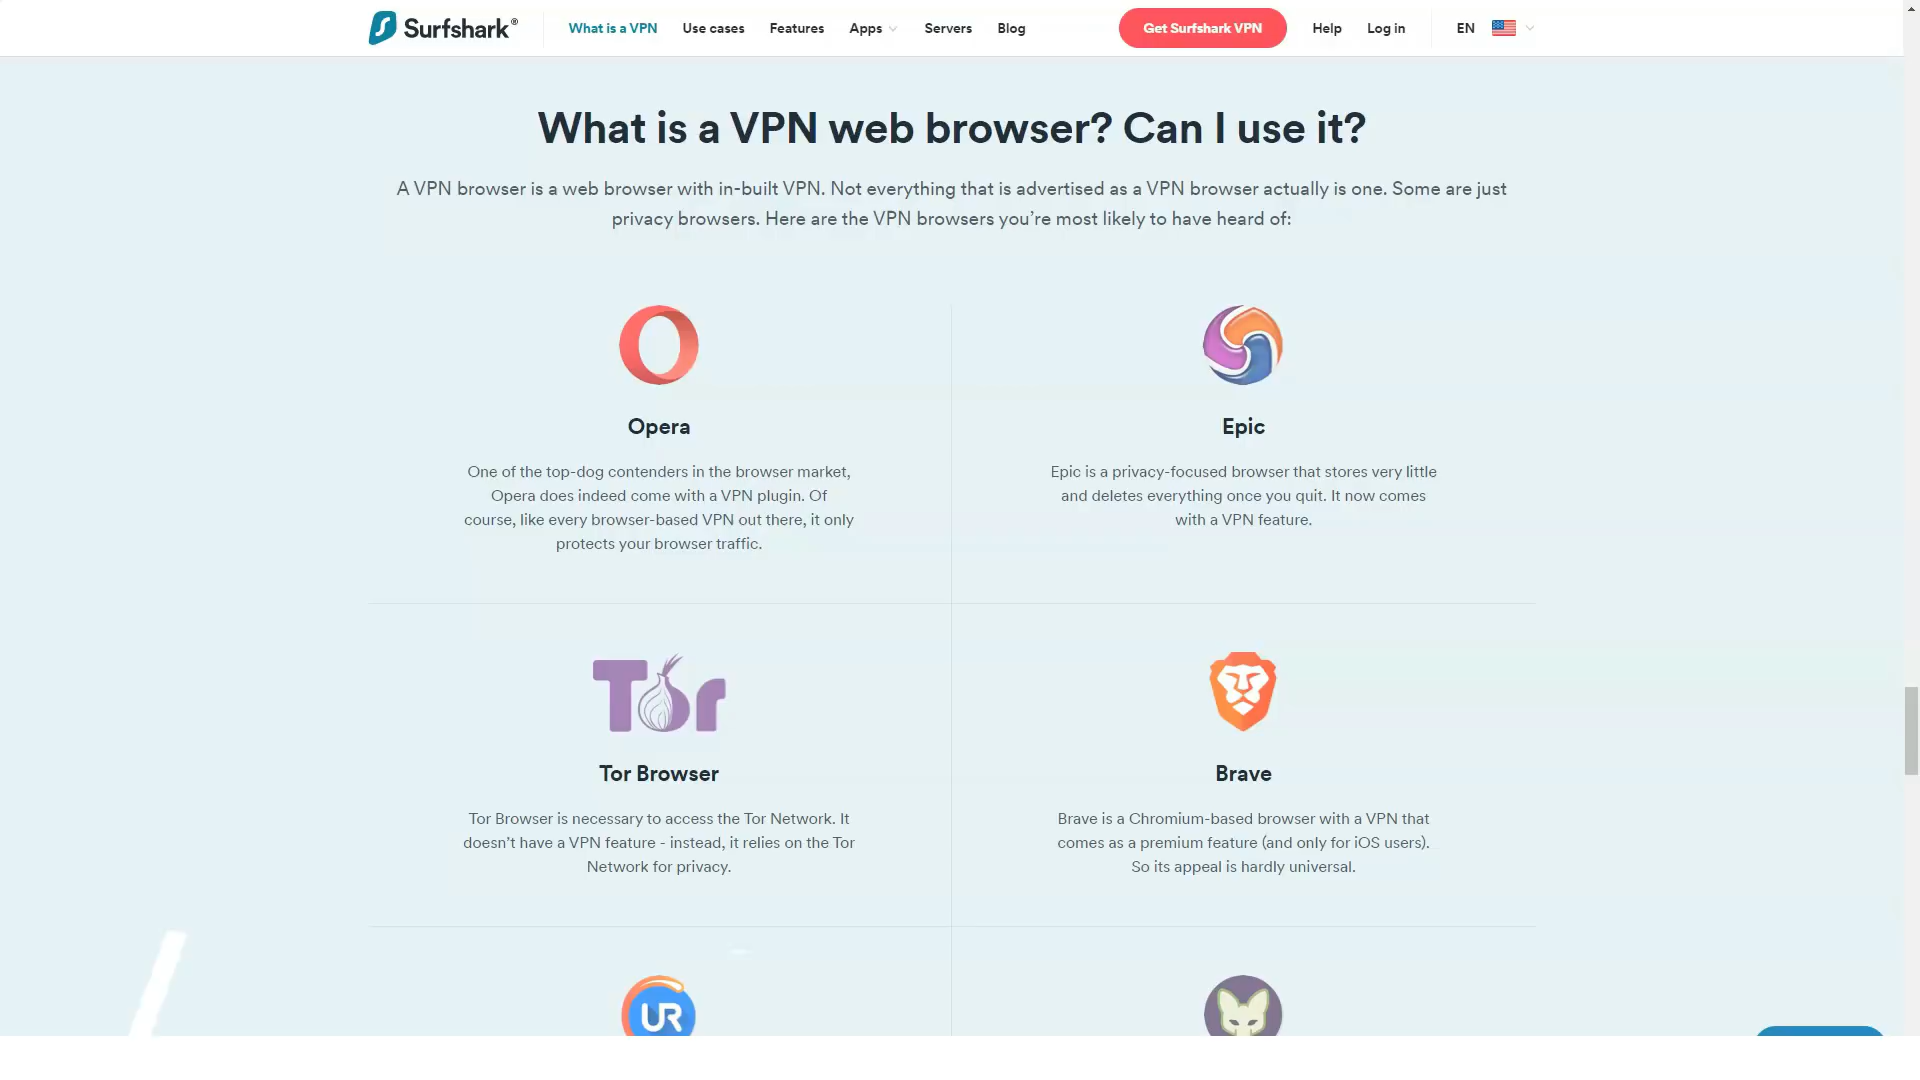 Surfshark®
What is a VPN
Use cases
Features
Apps
Servers
Blog
Get Surfshark VPN
Help
Log in
EN
What is a VPN web browser? Can I use it?
A VPN browser is a web browser with in-built VPN. Not everything that is advertised as a VPN browser actually is one. Some are just
privacy browsers. Here are the VPN browsers you’re most likely to have heard of:
Opera
One of the top-dog contenders in the browser market,
Opera does indeed come with a VPN plugin. Of
course, like every browser-based VPN out there, it only
protects your browser traffic.
Epic
Epic is a privacy-focused browser that stores very little
and deletes everything once you quit. It now comes
with a VPN feature.
Tor
Tor Browser
Tor Browser is necessary to access the Tor Network. It
doesn’t have a VPN feature - instead, it relies on the Tor
Network for privacy.
Brave
Brave is a Chromium-based browser with a VPN that
comes as a premium feature (and only for iOS users).
So its appeal is hardly universal.
UR